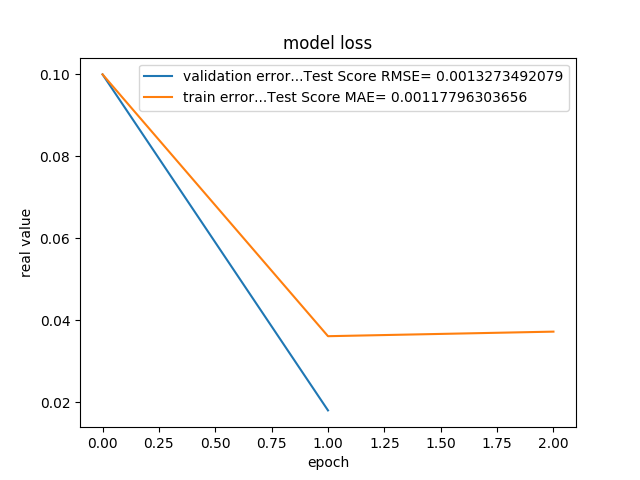 model loss
validation error...Test Score RMSE= 0.0013273492079
train error...Test Score MAE= 0.00117796303656
0.10
0.08
0.06
0.04
0.02
real value
0.00 0.25 0.50 0.75 1.00 1.25 1.50 1.75 2.00
epoch